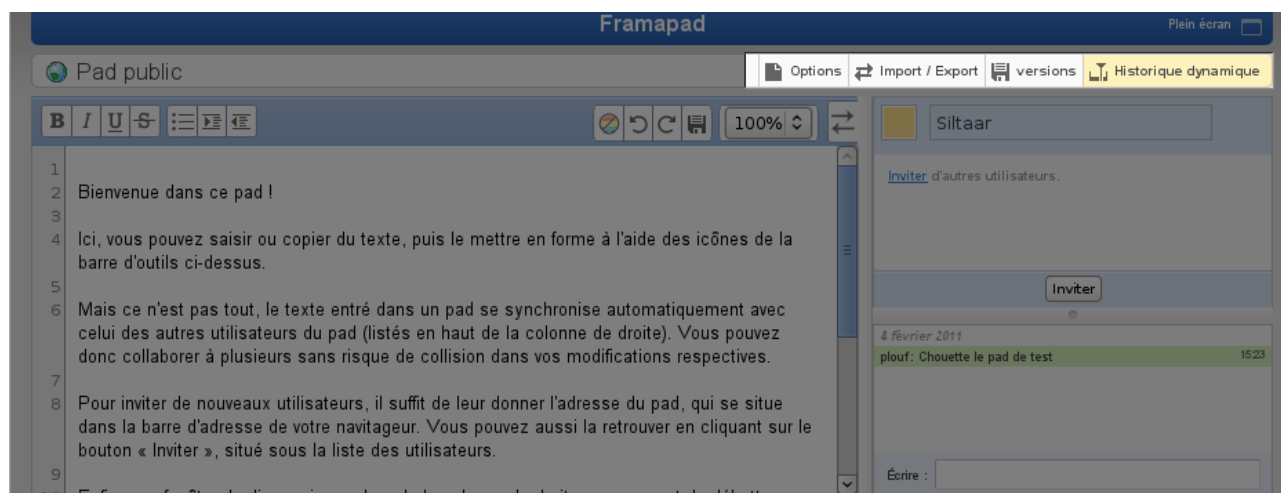 Framapad
Plein écran
Pad public
Options
Import / Export
versions
Historique dynamique
B I U S
100%
Siltaar
1
2 Bienvenue dans ce pad !
3
4 Ici, vous pouvez saisir ou copier du texte, puis le mettre en forme à l'aide des icônes de la
barre d'outils ci-dessus.
5
6 Mais ce n'est pas tout, le texte entré dans un pad se synchronise automatiquement avec
celui des autres utilisateurs du pad (listés en haut de la colonne de droite). Vous pouvez
donc collaborer à plusieurs sans risque de collision dans vos modifications respectives.
7
8 Pour inviter de nouveaux utilisateurs, il suffit de leur donner l'adresse du pad, qui se situe
dans la barre d'adresse de votre navitageur. Vous pouvez aussi la retrouver en cliquant sur le
bouton « Inviter », situé sous la liste des utilisateurs.
9
Inviter d'autres utilisateurs.
Inviter
4 février 2011
plouf: Chouette le pad de test 15:23
Écrire :